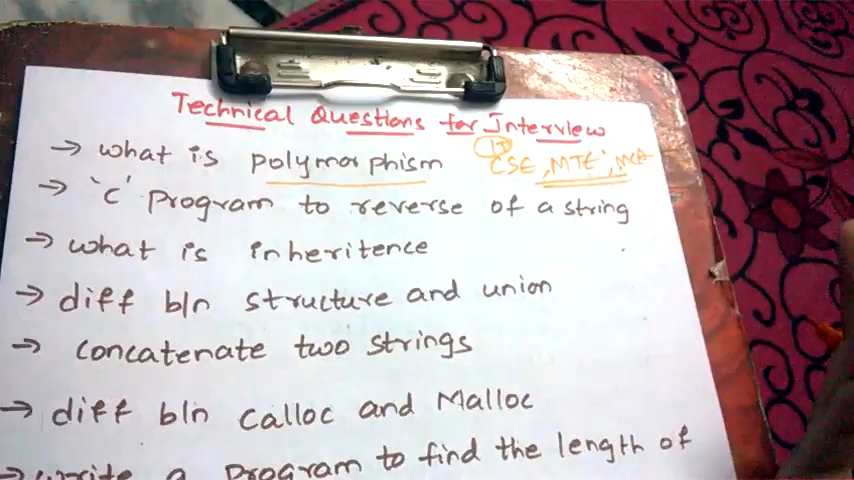 Technical Questions for Interview
→ what is polymorphism
CSE, MTE, MCA
→ 'C' program to reverse of a string
→ what is inheritence
→ diff b/n structure and union
→ concatenate two strings
→ diff b/n calloc and Malloc
→ write a program to find the length of